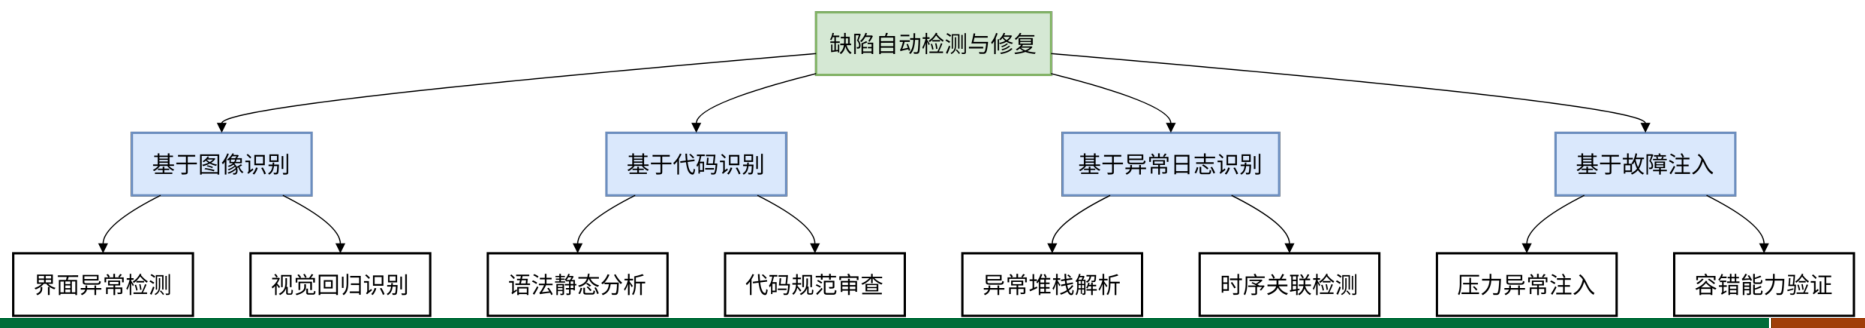 缺陷自动检测与修复
基于图像识别
基于代码识别
基于异常日志识别
基于故障注入
界面异常检测
视觉回归识别
语法静态分析
代码规范审查
异常堆栈解析
时序关联检测
压力异常注入
容错能力验证